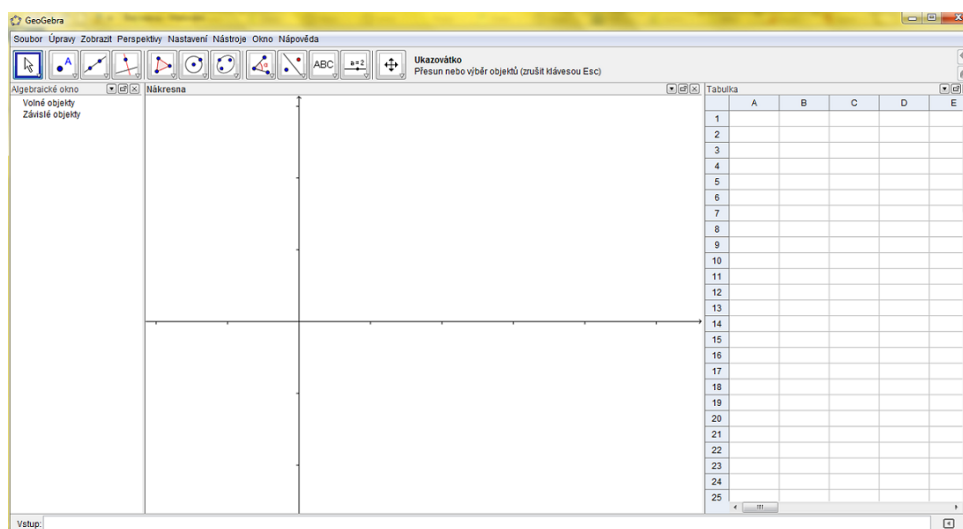 GeoGebra
Soubor Úpravy Zobrazit Perspektivy Nastavení Nástroje Okno Nápověda
A ABC a=2 Ukazovátko
Přesun nebo výběr objektů (zrušit klávesou Esc)
Algebraické okno Nákresna Tabulka
Volné objekty
Závislé objekty
A B C D E
1
2
3
4
5
6
7
8
9
10
11
12
13
14
15
16
17
18
19
20
21
22
23
24
25
Vstup: